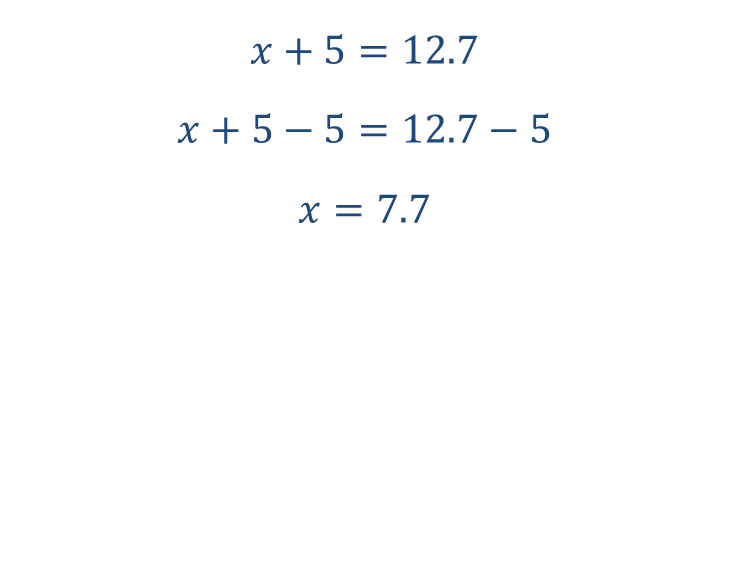 x + 5 = 12.7
x + 5 − 5 = 12.7 − 5
x = 7.7